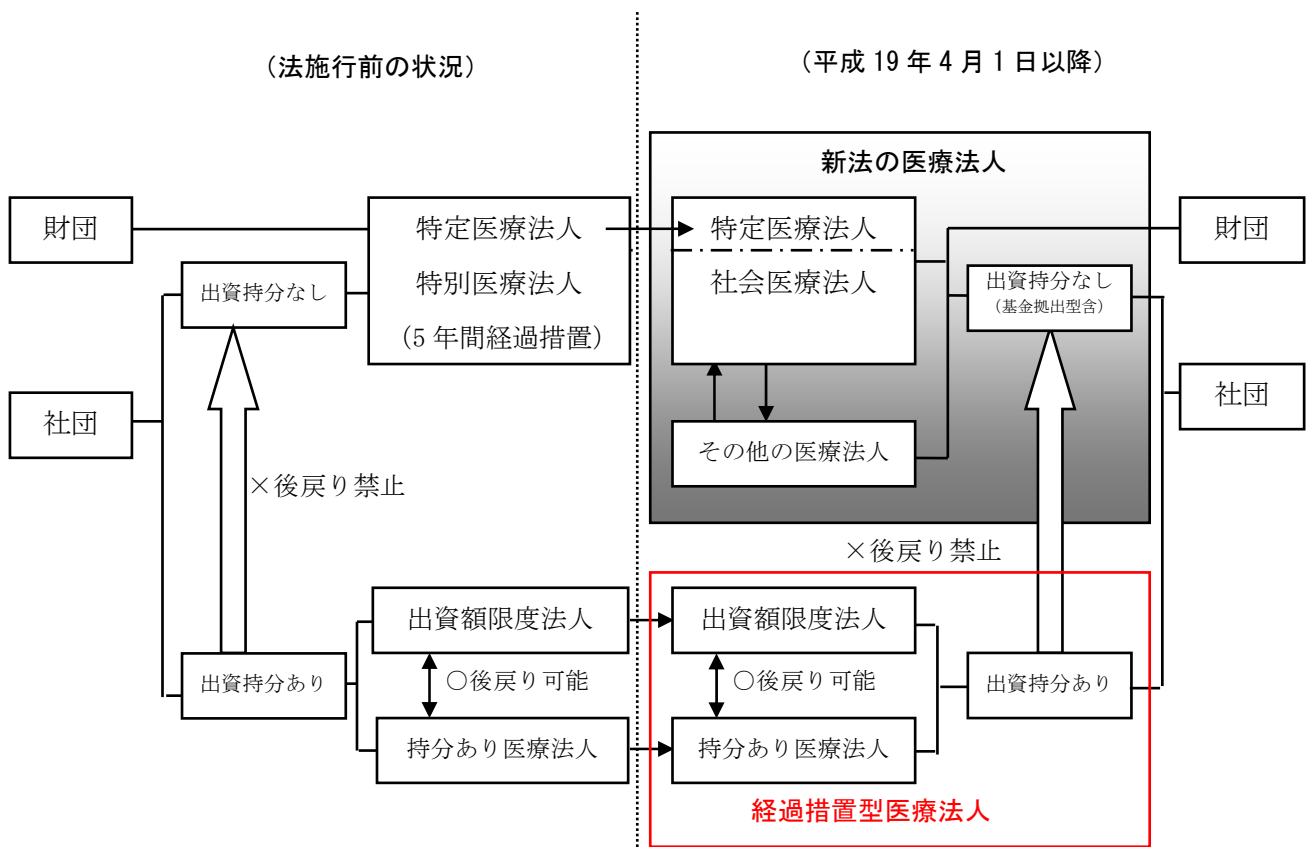 （法施行前の状況）
（平成 19 年 4 月 1 日以降）
財団
社団
出資持分なし
特定医療法人
特別医療法人
（5 年間経過措置）
×後戻り禁止
出資持分あり
出資額限度法人
○後戻り可能
持分あり医療法人
新法の医療法人
特定医療法人
社会医療法人
その他の医療法人
出資持分なし
（基金拠出型含）
財団
社団
×後戻り禁止
出資額限度法人
○後戻り可能
持分あり医療法人
出資持分あり
経過措置型医療法人